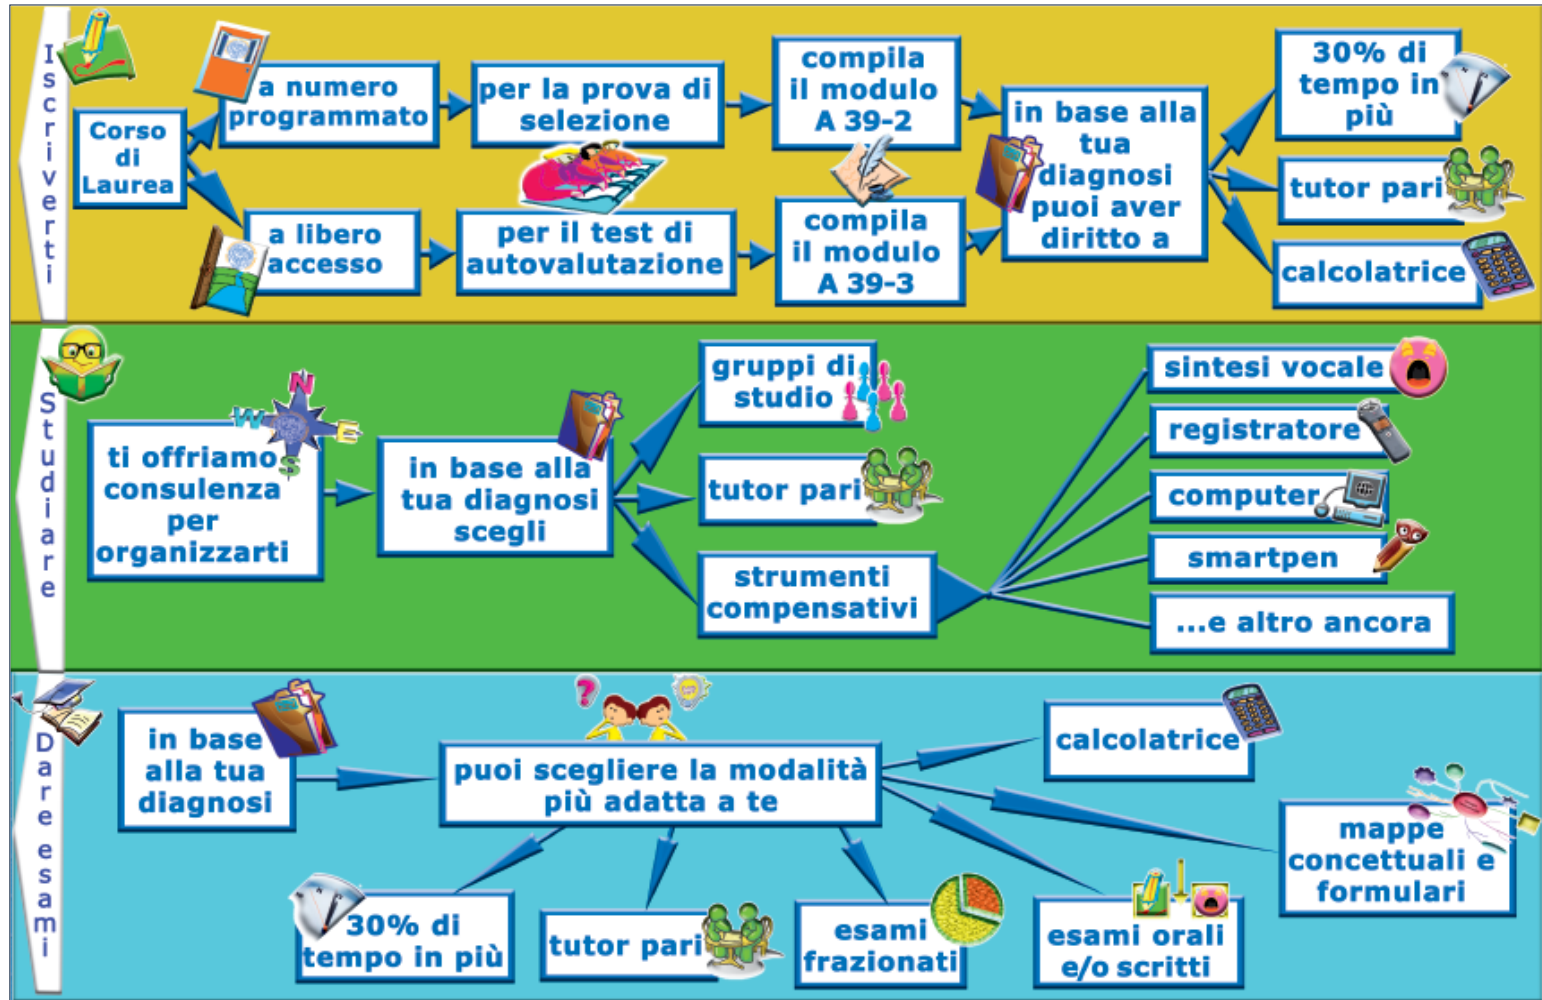 Iscriverti
Corso
di
Laurea
a numero
programmato
per la prova di
selezione
compila
il modulo
A 39-2
a libero
accesso
per il test di
autovalutazione
compila
il modulo
A 39-3
in base alla
tua
diagnosi
puoi aver
diritto a
30% di
tempo in
più
tutor pari
calcolatrice
Studiare
N
W E
S
ti offriamo
consulenza
per
organizzarti
in base alla
tua diagnosi
scegli
gruppi di
studio
tutor pari
strumenti
compensativi
sintesi vocale
registratore
computer
smartpen
...e altro ancora
Dare esami
in base
alla tua
diagnosi
?
puoi scegliere la modalità
più adatta a te
calcolatrice
mappe
concettuali e
formulari
30% di
tempo in più
tutor pari
esami
frazionati
esami orali
e/o scritti